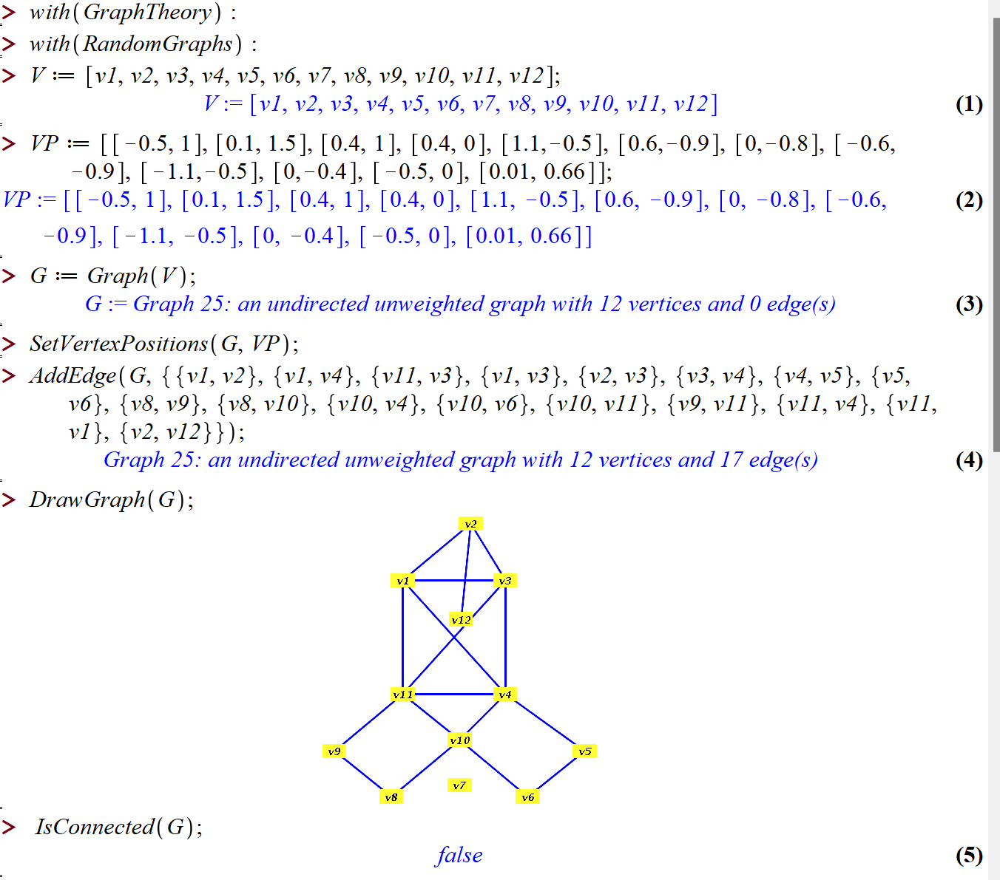 > with(GraphTheory) :
> with(RandomGraphs) :
> V := [v1, v2, v3, v4, v5, v6, v7, v8, v9, v10, v11, v12];
V := [v1, v2, v3, v4, v5, v6, v7, v8, v9, v10, v11, v12] (1)
> VP := [[−0.5, 1], [0.1, 1.5], [0.4, 1], [0.4, 0], [1.1,−0.5], [0.6,−0.9], [0,−0.8], [−0.6,
−0.9], [−1.1,−0.5], [0,−0.4], [−0.5, 0], [0.01, 0.66]];
VP := [[−0.5, 1], [0.1, 1.5], [0.4, 1], [0.4, 0], [1.1, −0.5], [0.6, −0.9], [0, −0.8], [−0.6, (2)
−0.9], [−1.1, −0.5], [0, −0.4], [−0.5, 0], [0.01, 0.66]]
> G := Graph(V);
G := Graph 25: an undirected unweighted graph with 12 vertices and 0 edge(s) (3)
> SetVertexPositions(G, VP);
> AddEdge(G, {{v1, v2}, {v1, v4}, {v11, v3}, {v1, v3}, {v2, v3}, {v3, v4}, {v4, v5}, {v5,
v6}, {v8, v9}, {v8, v10}, {v10, v4}, {v10, v6}, {v10, v11}, {v9, v11}, {v11, v4}, {v11,
v1}, {v2, v12}});
Graph 25: an undirected unweighted graph with 12 vertices and 17 edge(s) (4)
> DrawGraph(G);
v2
v1 v3
v12
v11 v4
v10
v9 v5
v7
v8 v6
> IsConnected(G);
false (5)